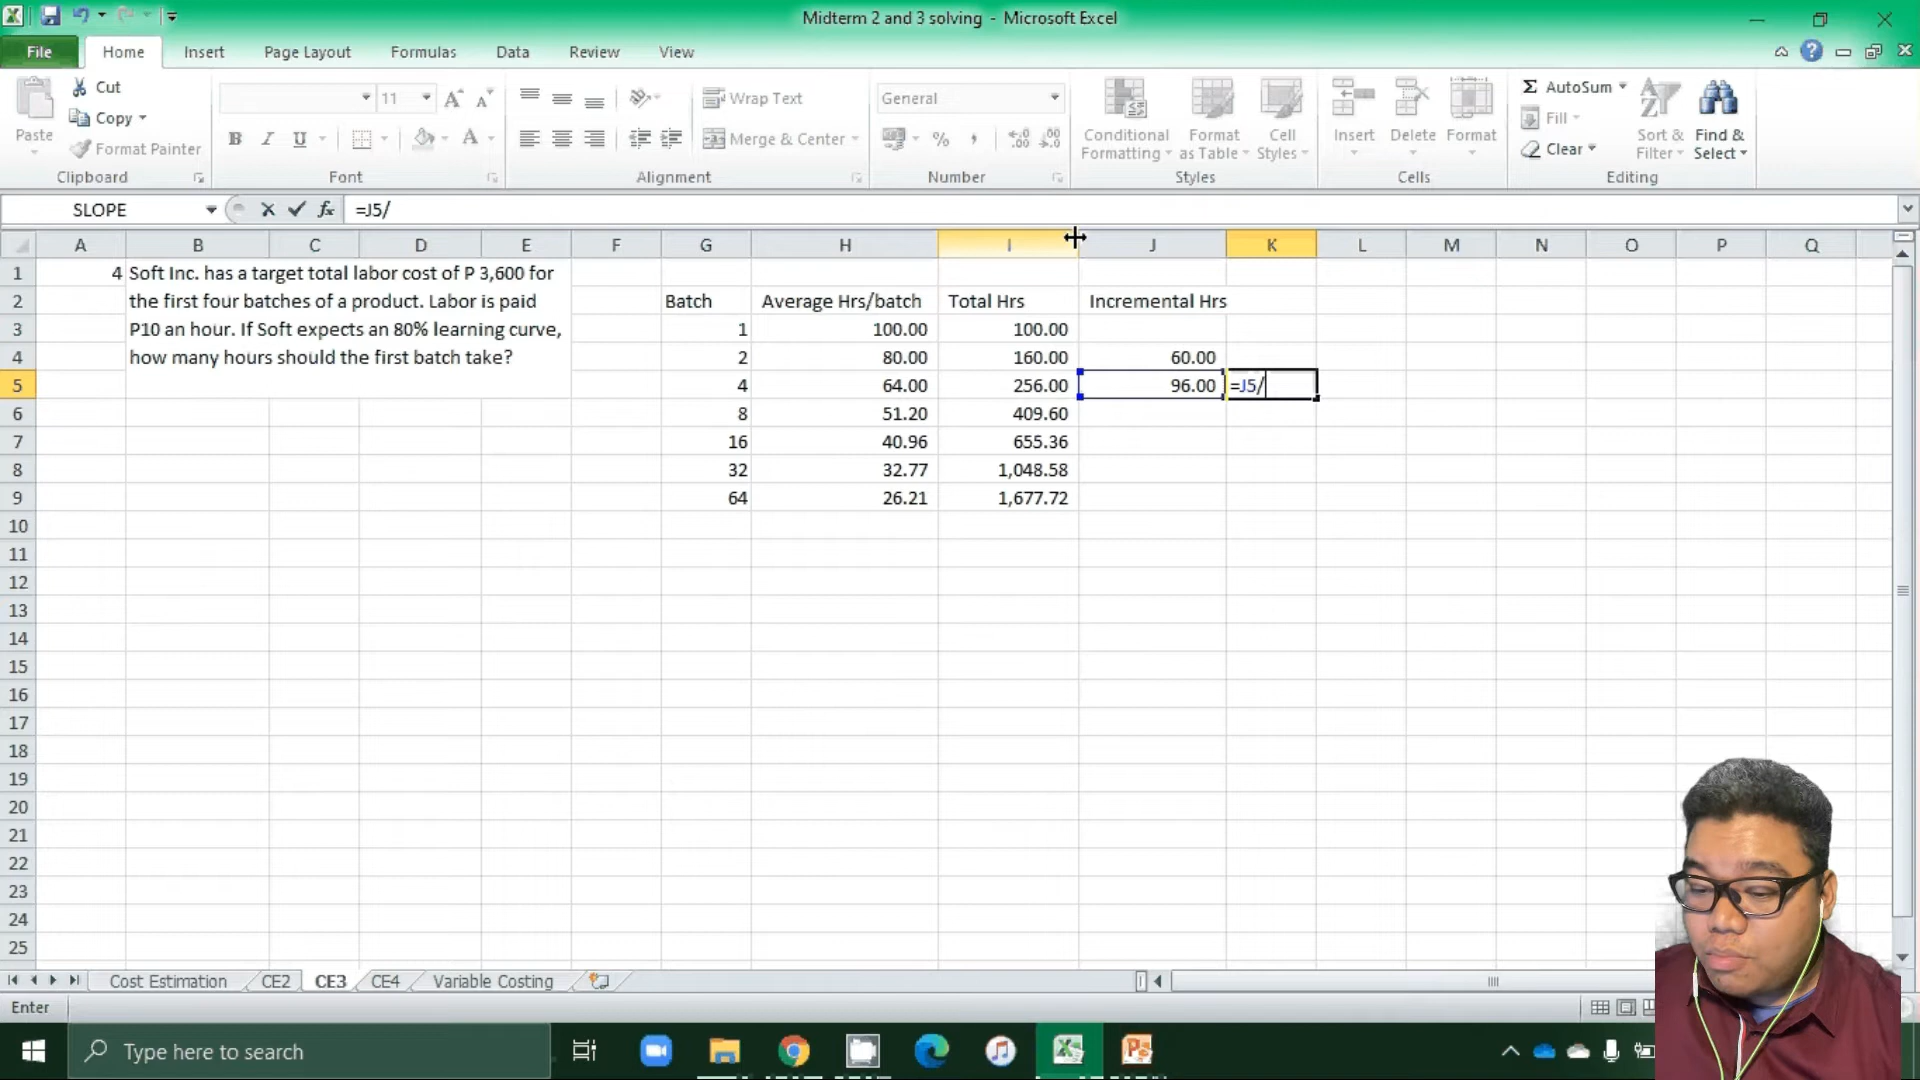 Midterm 2 and 3 solving - Microsoft Excel
File Home Insert Page Layout Formulas Data Review View
Paste
Cut
Copy
Format Painter
Clipboard
11
B I U
Font
Wrap Text
Merge & Center
Alignment
General
%
Number
Conditional Formatting
Format as Table
Cell Styles
Styles
Insert Delete Format
Cells
AutoSum
Fill
Clear
Sort & Filter
Find & Select
Editing
SLOPE fx =J5/
A B C D E F G H I J K L M N O P Q
1 4 Soft Inc. has a target total labor cost of P 3,600 for
2 the first four batches of a product. Labor is paid Batch Average Hrs/batch Total Hrs Incremental Hrs
3 P10 an hour. If Soft expects an 80% learning curve, 1 100.00 100.00
4 how many hours should the first batch take? 2 80.00 160.00 60.00
5 4 64.00 256.00 96.00 =J5/
6 8 51.20 409.60
7 16 40.96 655.36
8 32 32.77 1,048.58
9 64 26.21 1,677.72
10
11
12
13
14
15
16
17
18
19
20
21
22
23
24
25
Cost Estimation CE2 CE3 CE4 Variable Costing
Enter
Type here to search